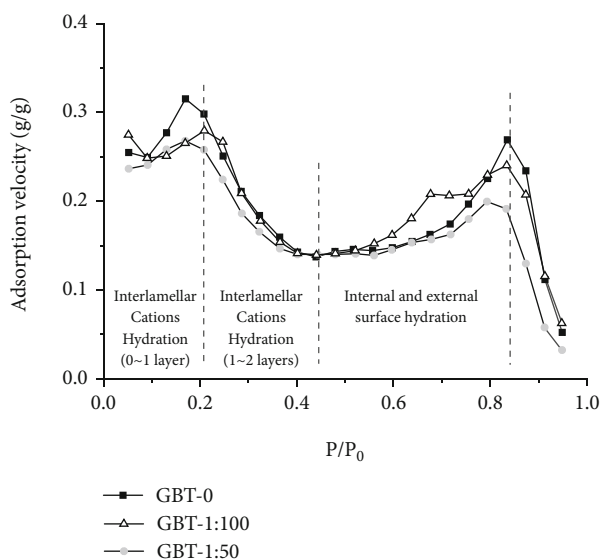 0.4
0.3
0.2
0.1
0.0
Adsorption velocity (g/g)
Interlamellar
Cations
Hydration
(0~1 layer)
Interlamellar
Cations
Hydration
(1~2 layers)
Internal and external
surface hydration
0.0 0.2 0.4 0.6 0.8 1.0
P/P0
GBT-0
GBT-1:100
GBT-1:50